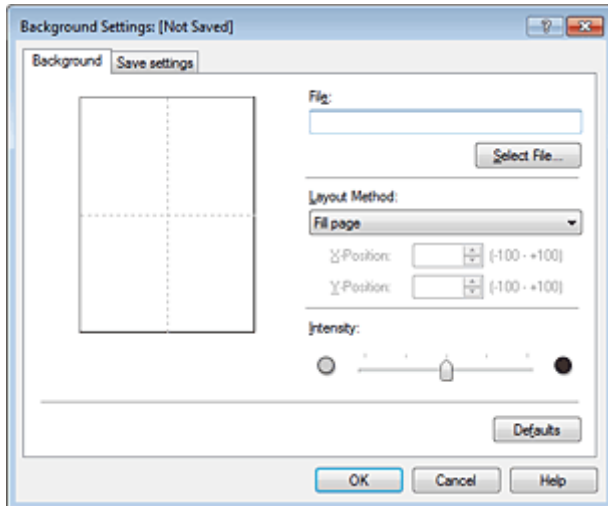 Background Settings: [Not Saved]
Background Save settings
File:
Select File...
Layout Method:
Fill page
X-Position: (-100 - +100)
Y-Position: (-100 - +100)
Intensity:
Defaults
OK Cancel Help